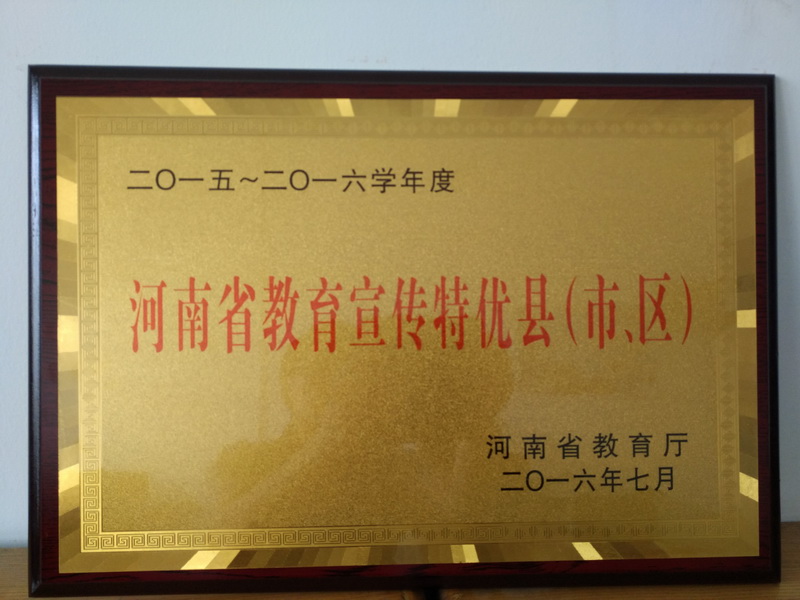 二〇一五~二〇一六学年度
河南省教育宣传特优县(市、区)
河南省教育厅
二〇一六年七月